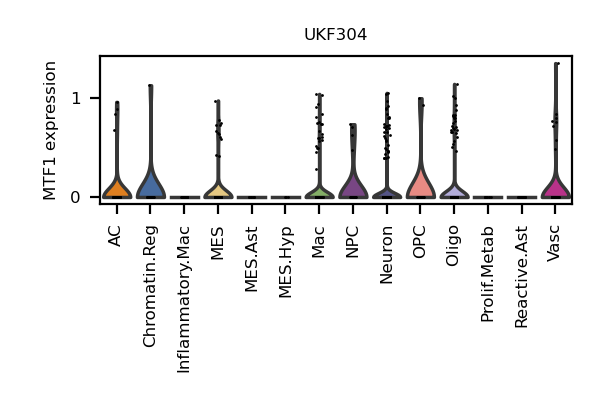 UKF304
MTF1 expression
1
0
AC
Chromatin.Reg
Inflammatory.Mac
MES
MES.Ast
MES.Hyp
Mac
NPC
Neuron
OPC
Oligo
Prolif.Metab
Reactive.Ast
Vasc